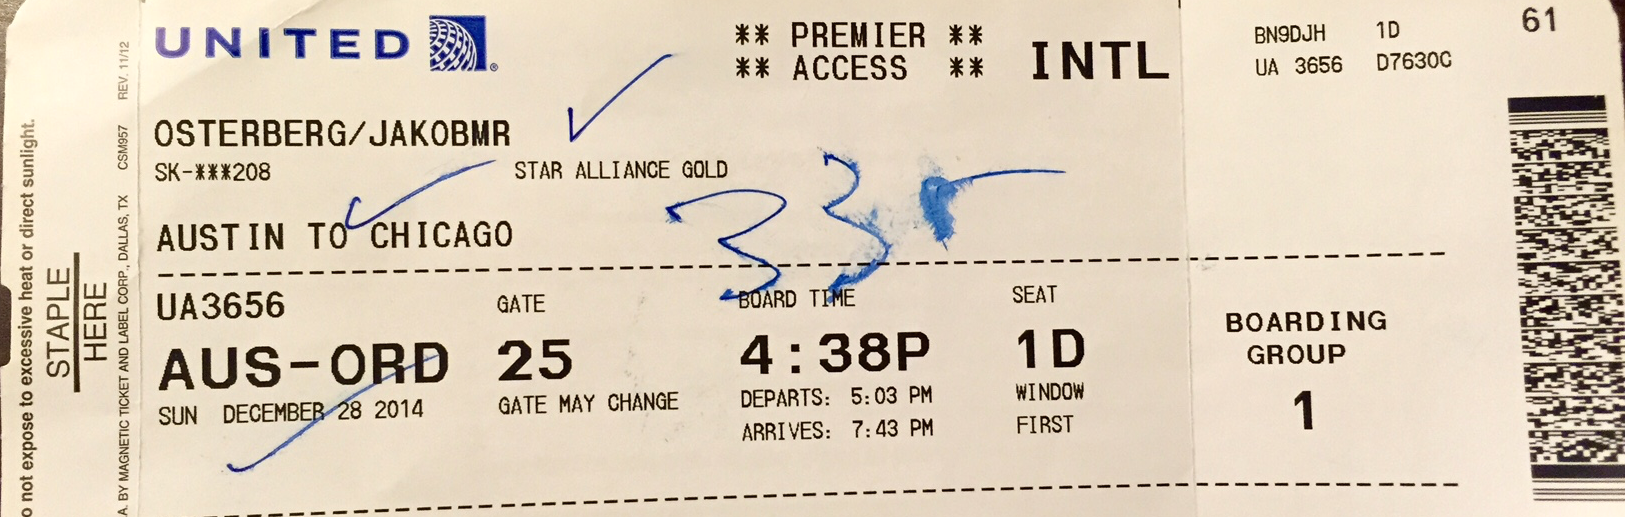 UNITED
** PREMIER **
** ACCESS **
INTL
BN9DJH 1D
UA 3656 D7630C
61
OSTERBERG/JAKOBMR
SK-***208
STAR ALLIANCE GOLD
AUSTIN TO CHICAGO
33
UA3656
GATE
BOARD TIME
SEAT
AUS-ORD
25
4:38P
1D
BOARDING
GROUP
1
SUN DECEMBER 28 2014
GATE MAY CHANGE
DEPARTS: 5:03 PM
WINDOW
ARRIVES: 7:43 PM
FIRST
not expose to excessive heat or direct sunlight.
STAPLE
HERE
BY MAGNETIC TICKET AND LABEL CORP., DALLAS, TX CSM957 REV. 11/12